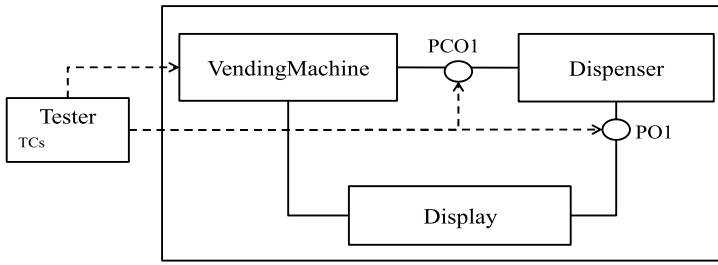 PCO1
VendingMachine
Dispenser
Tester
TCs
PO1
Display